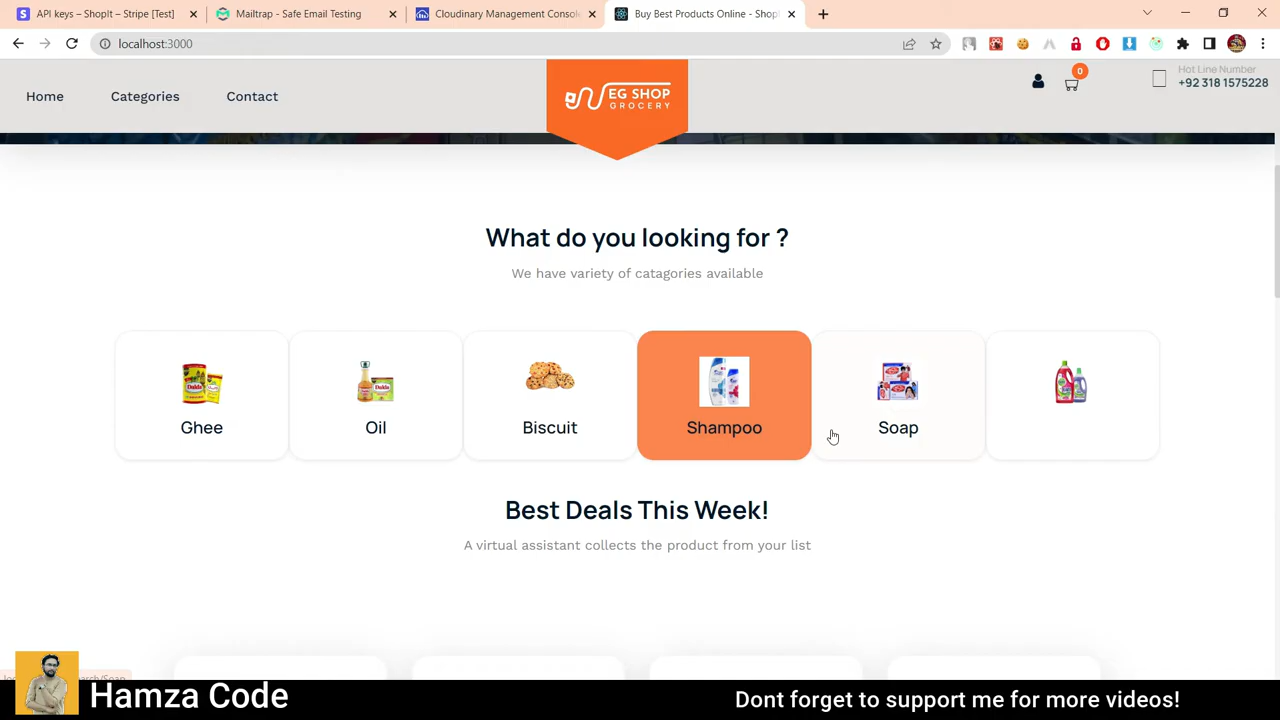 API keys – ShopIt – Stripe [Test]
Mailtrap - Safe Email Testing
Cloudinary Management Console
Buy Best Products Online - ShopI
localhost:3000
Home
Categories
Contact
EG SHOP
GROCERY
0
Hot Line Number
+92 318 1575228
What do you looking for ?
We have variety of catagories available
Ghee
Oil
Biscuit
Shampoo
Soap
Best Deals This Week!
A virtual assistant collects the product from your list
Hamza Code
Dont forget to support me for more videos!